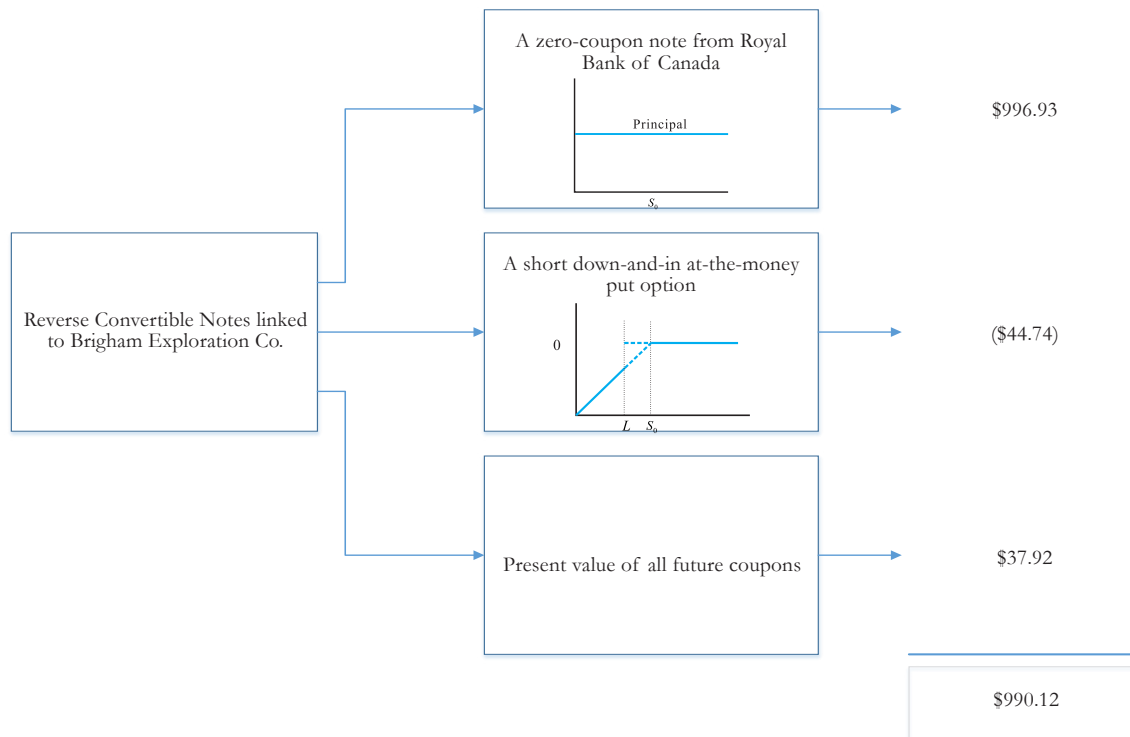 A zero-coupon note from Royal
Bank of Canada
Principal
S₀
$996.93
Reverse Convertible Notes linked
to Brigham Exploration Co.
A short down-and-in at-the-money
put option
0
L S₀
($44.74)
Present value of all future coupons
$37.92
$990.12